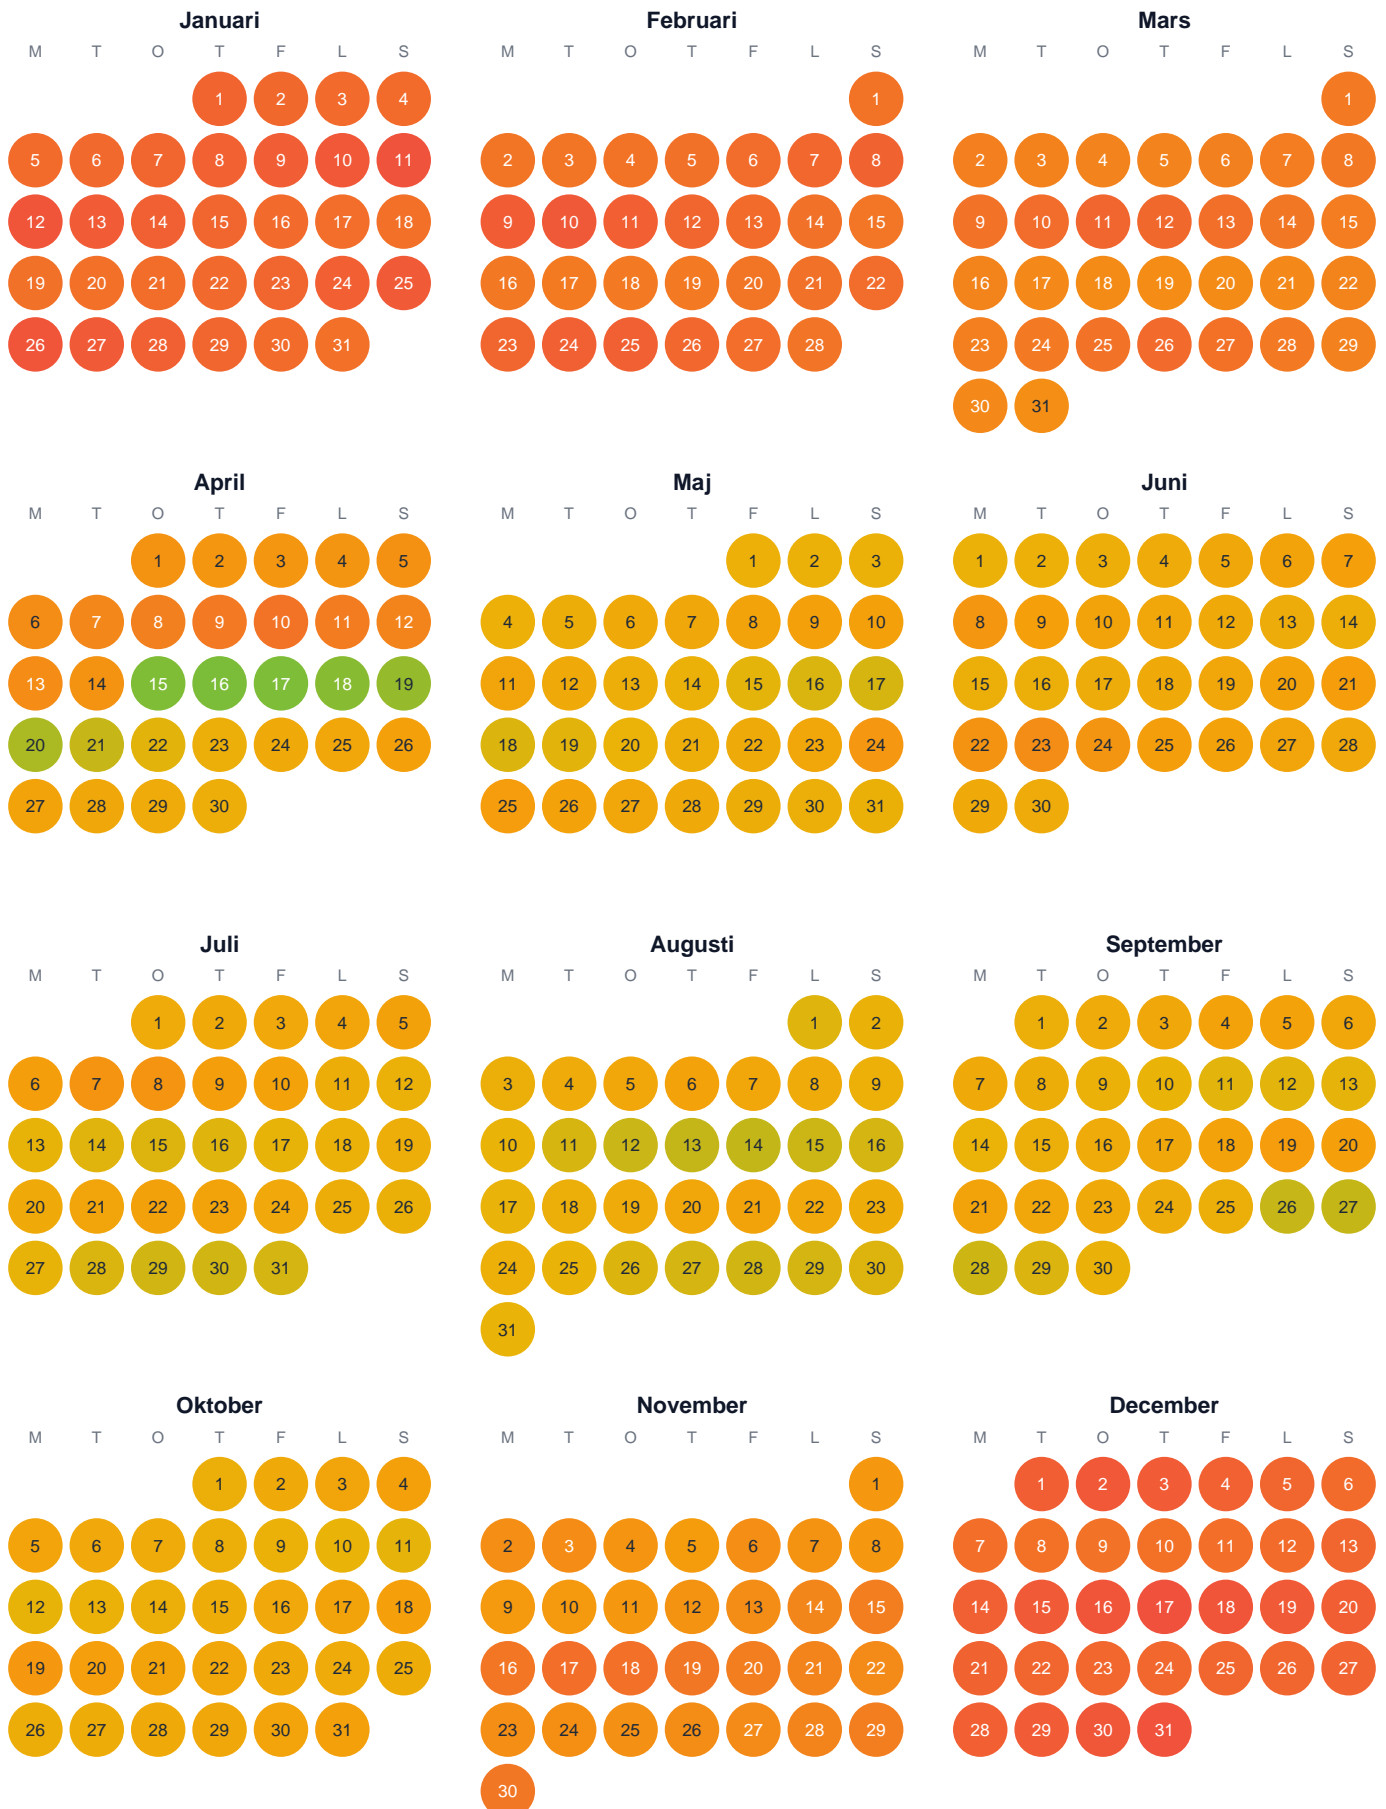 Januari
M T O T F L S
1 2 3 4
5 6 7 8 9 10 11
12 13 14 15 16 17 18
19 20 21 22 23 24 25
26 27 28 29 30 31
Februari
M T O T F L S
1
2 3 4 5 6 7 8
9 10 11 12 13 14 15
16 17 18 19 20 21 22
23 24 25 26 27 28
Mars
M T O T F L S
1
2 3 4 5 6 7 8
9 10 11 12 13 14 15
16 17 18 19 20 21 22
23 24 25 26 27 28 29
30 31
April
M T O T F L S
1 2 3 4 5
6 7 8 9 10 11 12
13 14 15 16 17 18 19
20 21 22 23 24 25 26
27 28 29 30
Maj
M T O T F L S
1 2 3
4 5 6 7 8 9 10
11 12 13 14 15 16 17
18 19 20 21 22 23 24
25 26 27 28 29 30 31
Juni
M T O T F L S
1 2 3 4 5 6 7
8 9 10 11 12 13 14
15 16 17 18 19 20 21
22 23 24 25 26 27 28
29 30
Juli
M T O T F L S
1 2 3 4 5
6 7 8 9 10 11 12
13 14 15 16 17 18 19
20 21 22 23 24 25 26
27 28 29 30 31
Augusti
M T O T F L S
1 2
3 4 5 6 7 8 9
10 11 12 13 14 15 16
17 18 19 20 21 22 23
24 25 26 27 28 29 30
31
September
M T O T F L S
1 2 3 4 5 6
7 8 9 10 11 12 13
14 15 16 17 18 19 20
21 22 23 24 25 26 27
28 29 30
Oktober
M T O T F L S
1 2 3 4
5 6 7 8 9 10 11
12 13 14 15 16 17 18
19 20 21 22 23 24 25
26 27 28 29 30 31
November
M T O T F L S
1
2 3 4 5 6 7 8
9 10 11 12 13 14 15
16 17 18 19 20 21 22
23 24 25 26 27 28 29
30
December
M T O T F L S
1 2 3 4 5 6
7 8 9 10 11 12 13
14 15 16 17 18 19 20
21 22 23 24 25 26 27
28 29 30 31